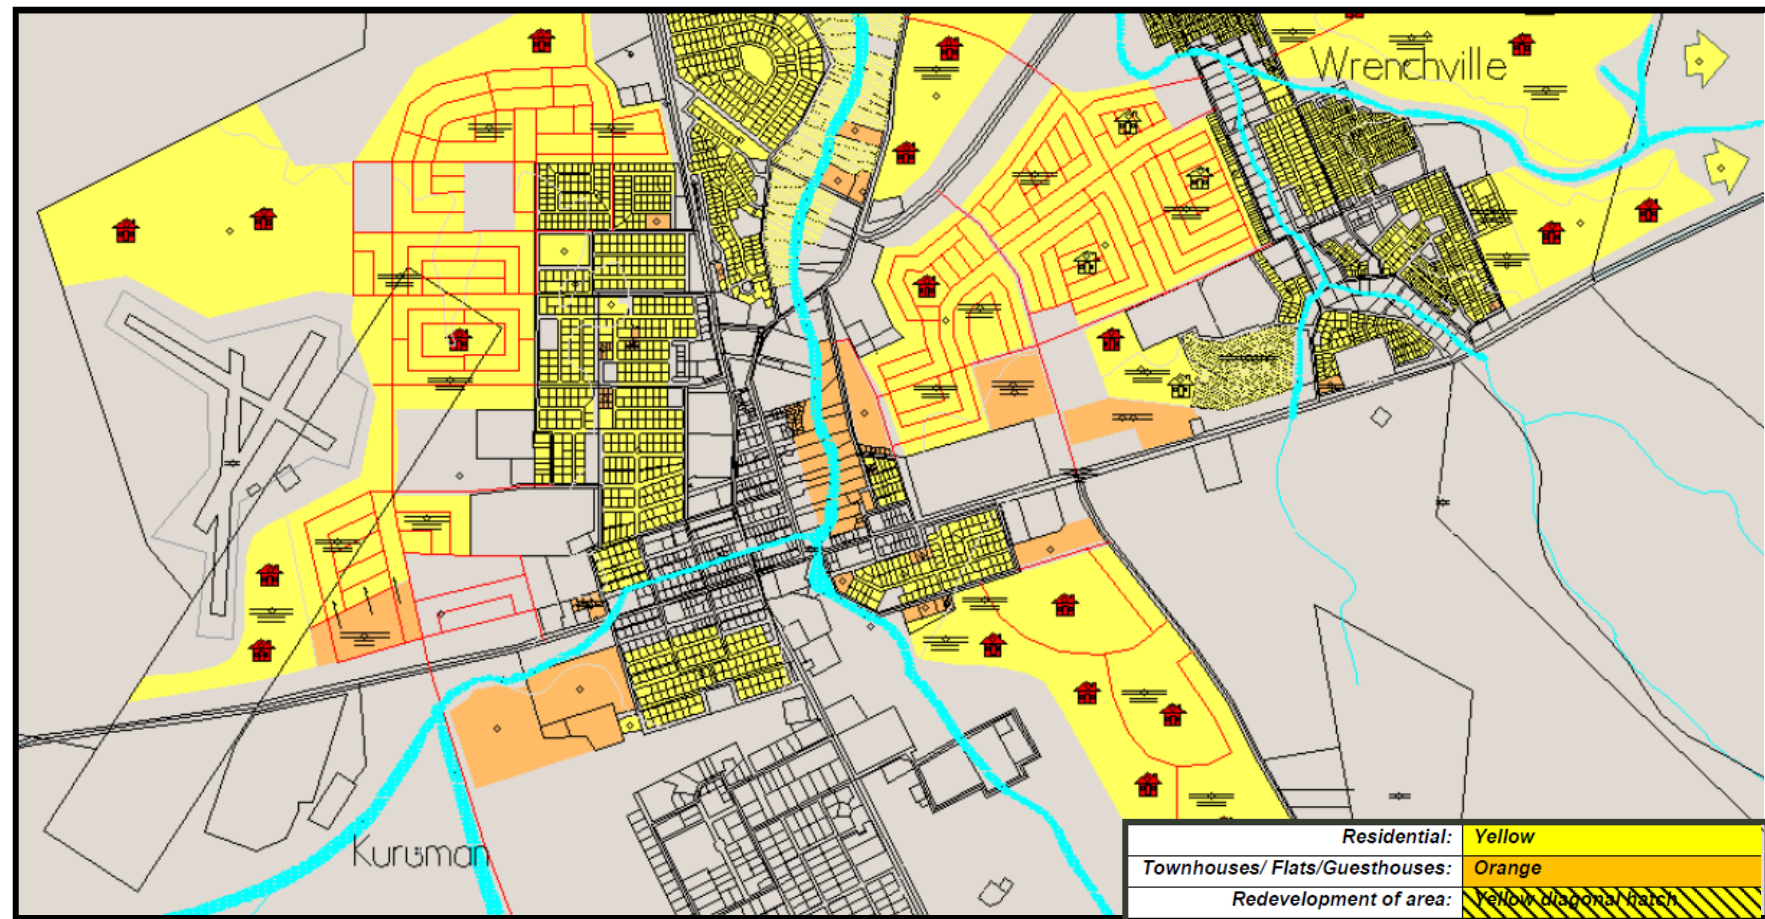 Wrenchville
Kuruman
Residential: Yellow
Townhouses/ Flats/Guesthouses: Orange
Redevelopment of area: Yellow diagonal hatch